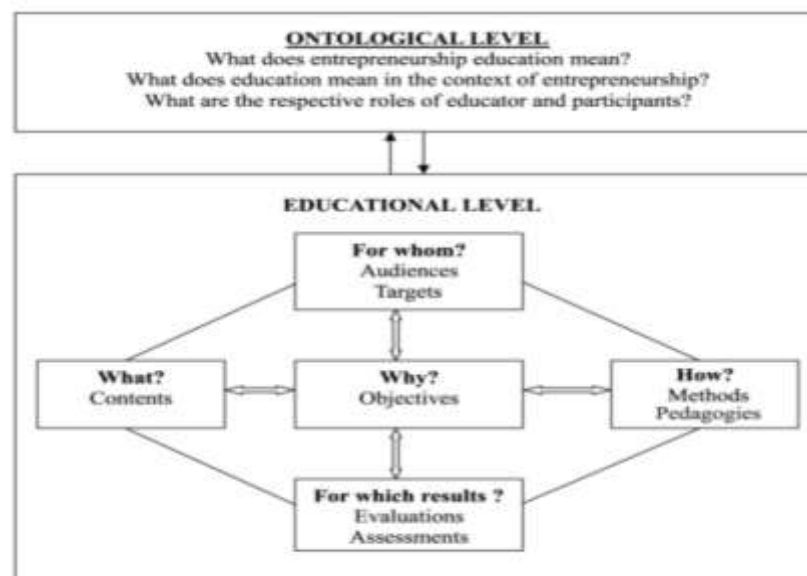 ONTOLOGICAL LEVEL
What does entrepreneurship education mean?
What does education mean in the context of entrepreneurship?
What are the respective roles of educator and participants?
EDUCATIONAL LEVEL
For whom?
Audiences
Targets
What?
Contents
Why?
Objectives
How?
Methods
Pedagogies
For which results ?
Evaluations
Assessments